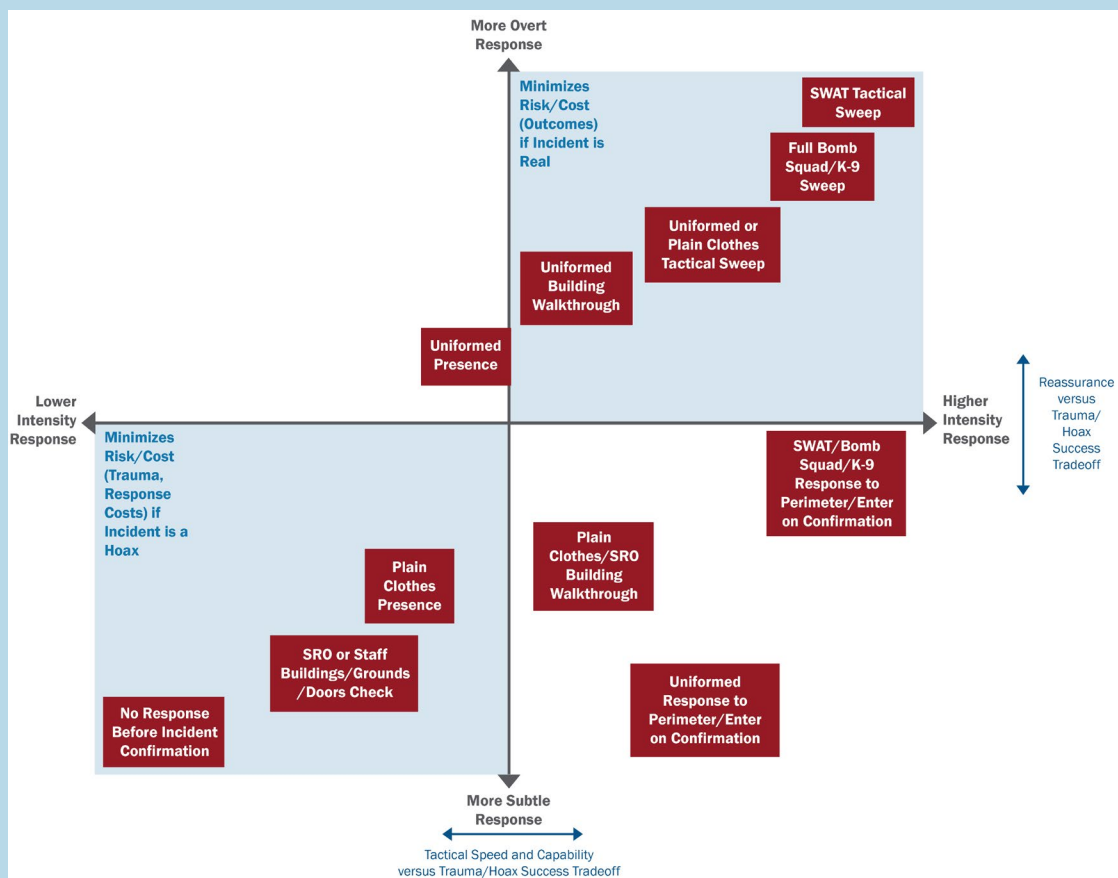 More Overt
Response
Minimizes
Risk/Cost
(Outcomes)
if Incident is
Real
SWAT Tactical
Sweep
Full Bomb
Squad/K-9
Sweep
Uniformed or
Plain Clothes
Tactical Sweep
Uniformed
Building
Walkthrough
Uniformed
Presence
Lower
Intensity
Response
Higher
Intensity
Response
Reassurance
versus
Trauma/
Hoax
Success
Tradeoff
Minimizes
Risk/Cost
(Trauma,
Response
Costs) if
Incident is a
Hoax
SWAT/Bomb
Squad/K-9
Response to
Perimeter/Enter
on Confirmation
Plain
Clothes/SRO
Building
Walkthrough
Plain
Clothes
Presence
SRO or Staff
Buildings/Grounds
/Doors Check
Uniformed
Response to
Perimeter/Enter
on Confirmation
No Response
Before Incident
Confirmation
More Subtle
Response
Tactical Speed and Capability
versus Trauma/Hoax Success Tradeoff